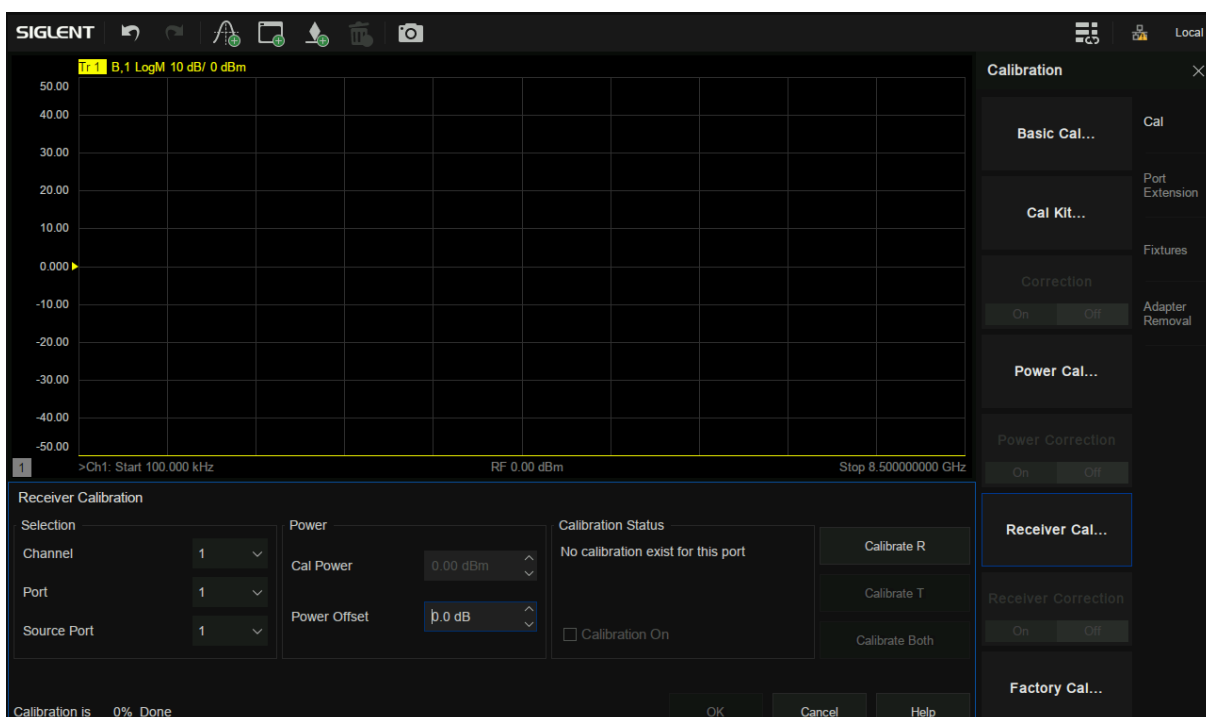 SIGLENT
Local
Tr 1 B,1 LogM 10 dB/ 0 dBm
50.00
40.00
30.00
20.00
10.00
0.000
-10.00
-20.00
-30.00
-40.00
-50.00
1 >Ch1: Start 100.000 kHz RF 0.00 dBm Stop 8.500000000 GHz
Receiver Calibration
Selection
Channel 1
Port 1
Source Port 1
Power
Cal Power 0.00 dBm
Power Offset 0.0 dB
Calibration Status
No calibration exist for this port
Calibration On
Calibrate R
Calibrate T
Calibrate Both
Calibration is 0% Done
OK Cancel Help
Calibration
Basic Cal...
Cal Kit...
Correction
On Off
Power Cal...
Power Correction
On Off
Receiver Cal...
Receiver Correction
On Off
Factory Cal...
Cal
Port
Extension
Fixtures
Adapter
Removal